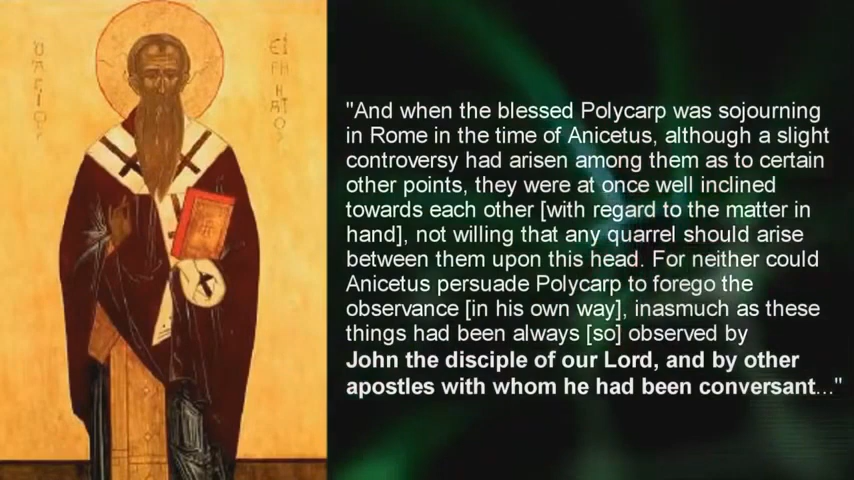 Ο ΑΓΙΟΣ
ΕΙΡΗΝΑΙΟΣ
"And when the blessed Polycarp was sojourning
in Rome in the time of Anicetus, although a slight
controversy had arisen among them as to certain
other points, they were at once well inclined
towards each other [with regard to the matter in
hand], not willing that any qurarrel should arise
between them upon this head. For neither could
Anicetus persuade Polycarp to forego the
observance [in his own way], inasmuch as these
things had been always [so] observed by
John the disciple of our Lord, and by other
apostles with whom he had been conversant..."